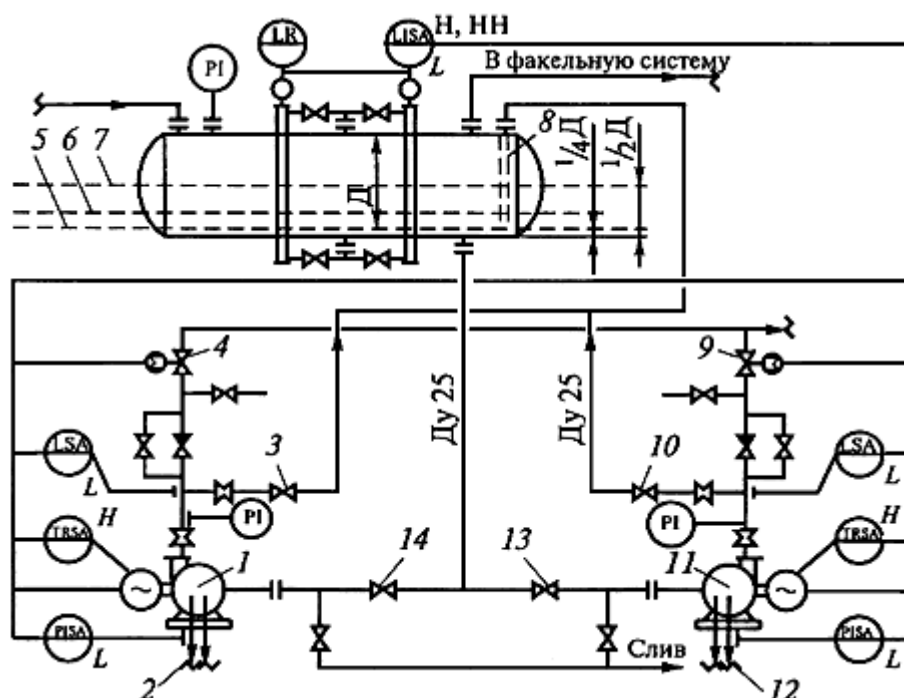 LR
LISA
H, HH
L
PI
В факельную систему
5
6
7
8
Д
1/4Д
1/2Д
4
9
Ду 25
Ду 25
LSA
L
3
10
LSA
L
PI
PI
TRSA
H
TRSA
H
1
14
13
11
PISA
L
PISA
L
2
Слив
12